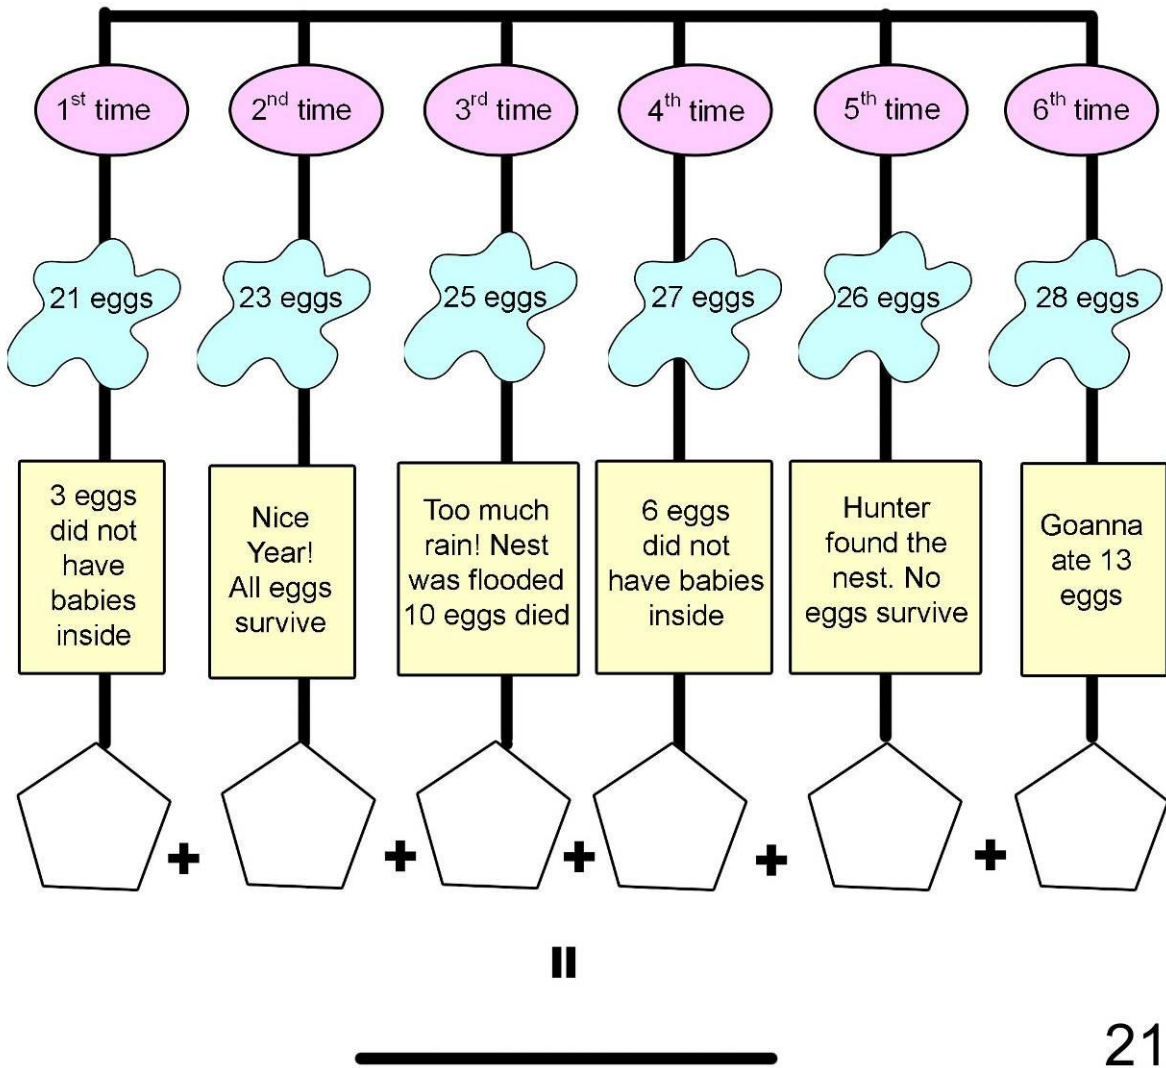 1st time
2nd time
3rd time
4th time
5th time
6th time
21 eggs
23 eggs
25 eggs
27 eggs
26 eggs
28 eggs
3 eggs
did not
have
babies
inside
Nice
Year!
All eggs
survive
Too much
rain! Nest
was flooded
10 eggs died
6 eggs
did not
have babies
inside
Hunter
found the
nest. No
eggs survive
Goanna
ate 13
eggs
+
+
+
+
+
=
21